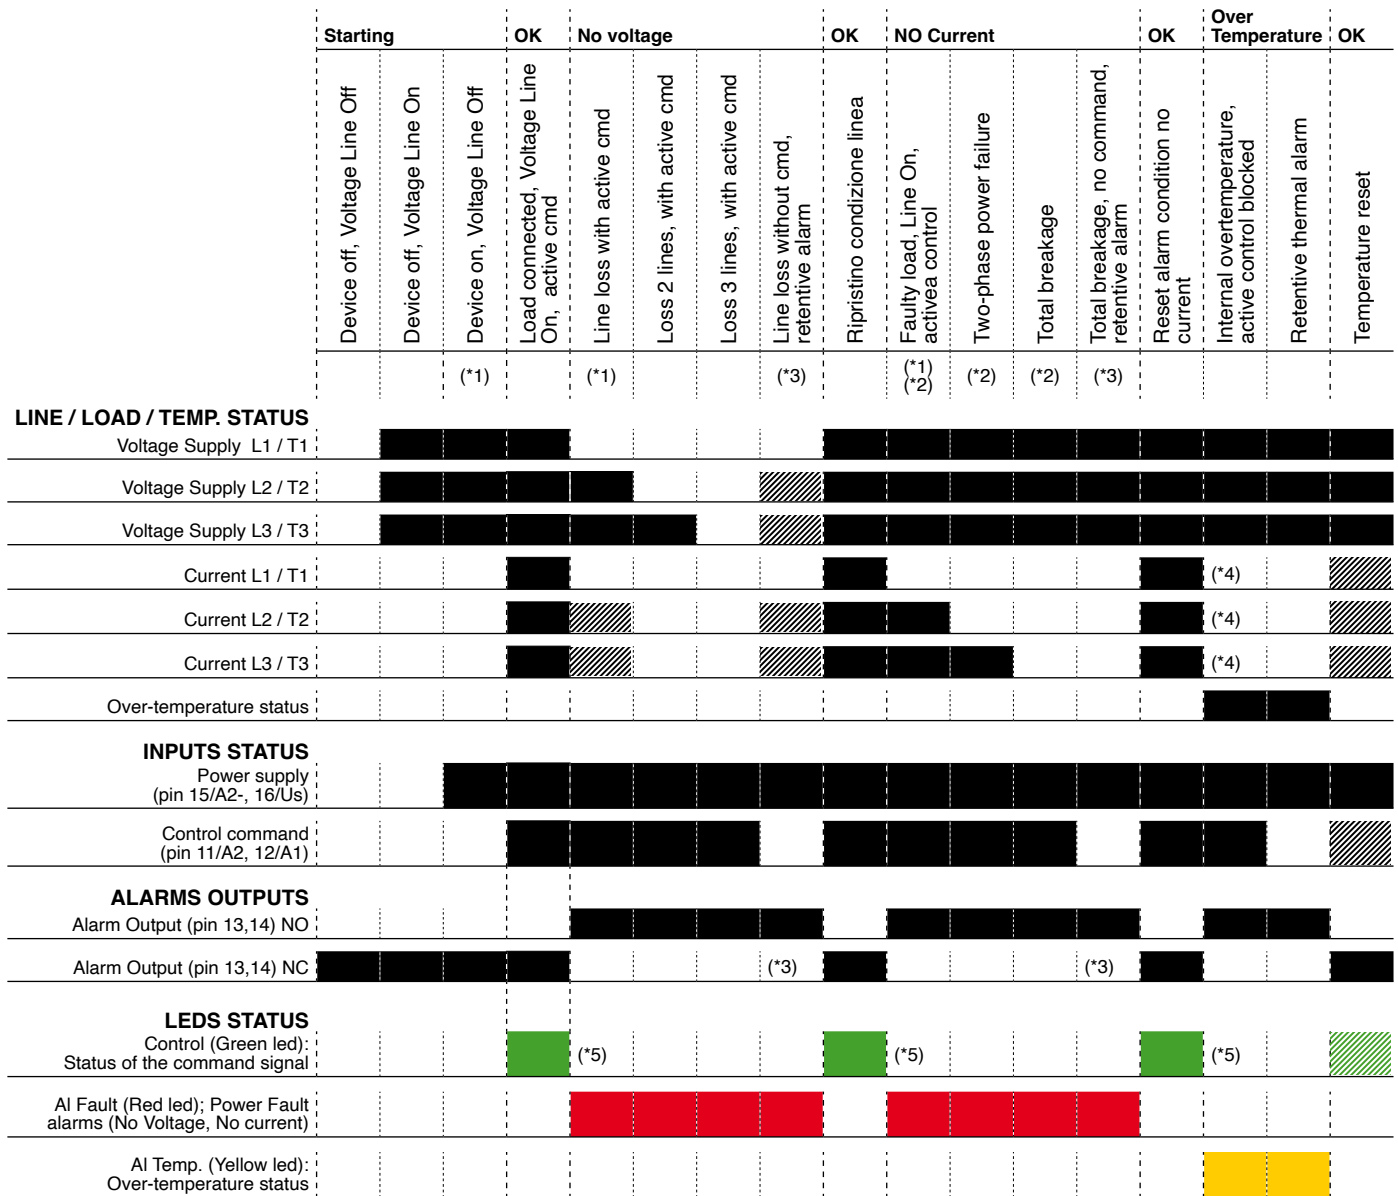 Starting
OK
No voltage
OK
NO Current
OK
Over
Temperature
OK
Device off, Voltage Line Off
Device off, Voltage Line On
Device on, Voltage Line Off
Load connected, Voltage Line
On, active cmd
Line loss with active cmd
Loss 2 lines, with active cmd
Loss 3 lines, with active cmd
Line loss without cmd,
retentive alarm
Ripristino condizione linea
Faulty load, Line On,
activea control
Two-phase power failure
Total breakage
Total breakage, no command,
retentive alarm
Reset alarm condition no
current
Internal overtemperature,
active control blocked
Retentive thermal alarm
Temperature reset
(*1)
(*1)
(*3)
(*1)
(*2)
(*2)
(*2)
(*3)
LINE / LOAD / TEMP. STATUS
Voltage Supply L1 / T1
Voltage Supply L2 / T2
Voltage Supply L3 / T3
Current L1 / T1
(*4)
Current L2 / T2
(*4)
Current L3 / T3
(*4)
Over-temperature status
INPUTS STATUS
Power supply
(pin 15/A2-, 16/Us)
Control command
(pin 11/A2, 12/A1)
ALARMS OUTPUTS
Alarm Output (pin 13,14) NO
Alarm Output (pin 13,14) NC
(*3)
(*3)
LEDS STATUS
Control (Green led):
Status of the command signal
(*5)
(*5)
(*5)
Al Fault (Red led); Power Fault
alarms (No Voltage, No current)
Al Temp. (Yellow led):
Over-temperature status